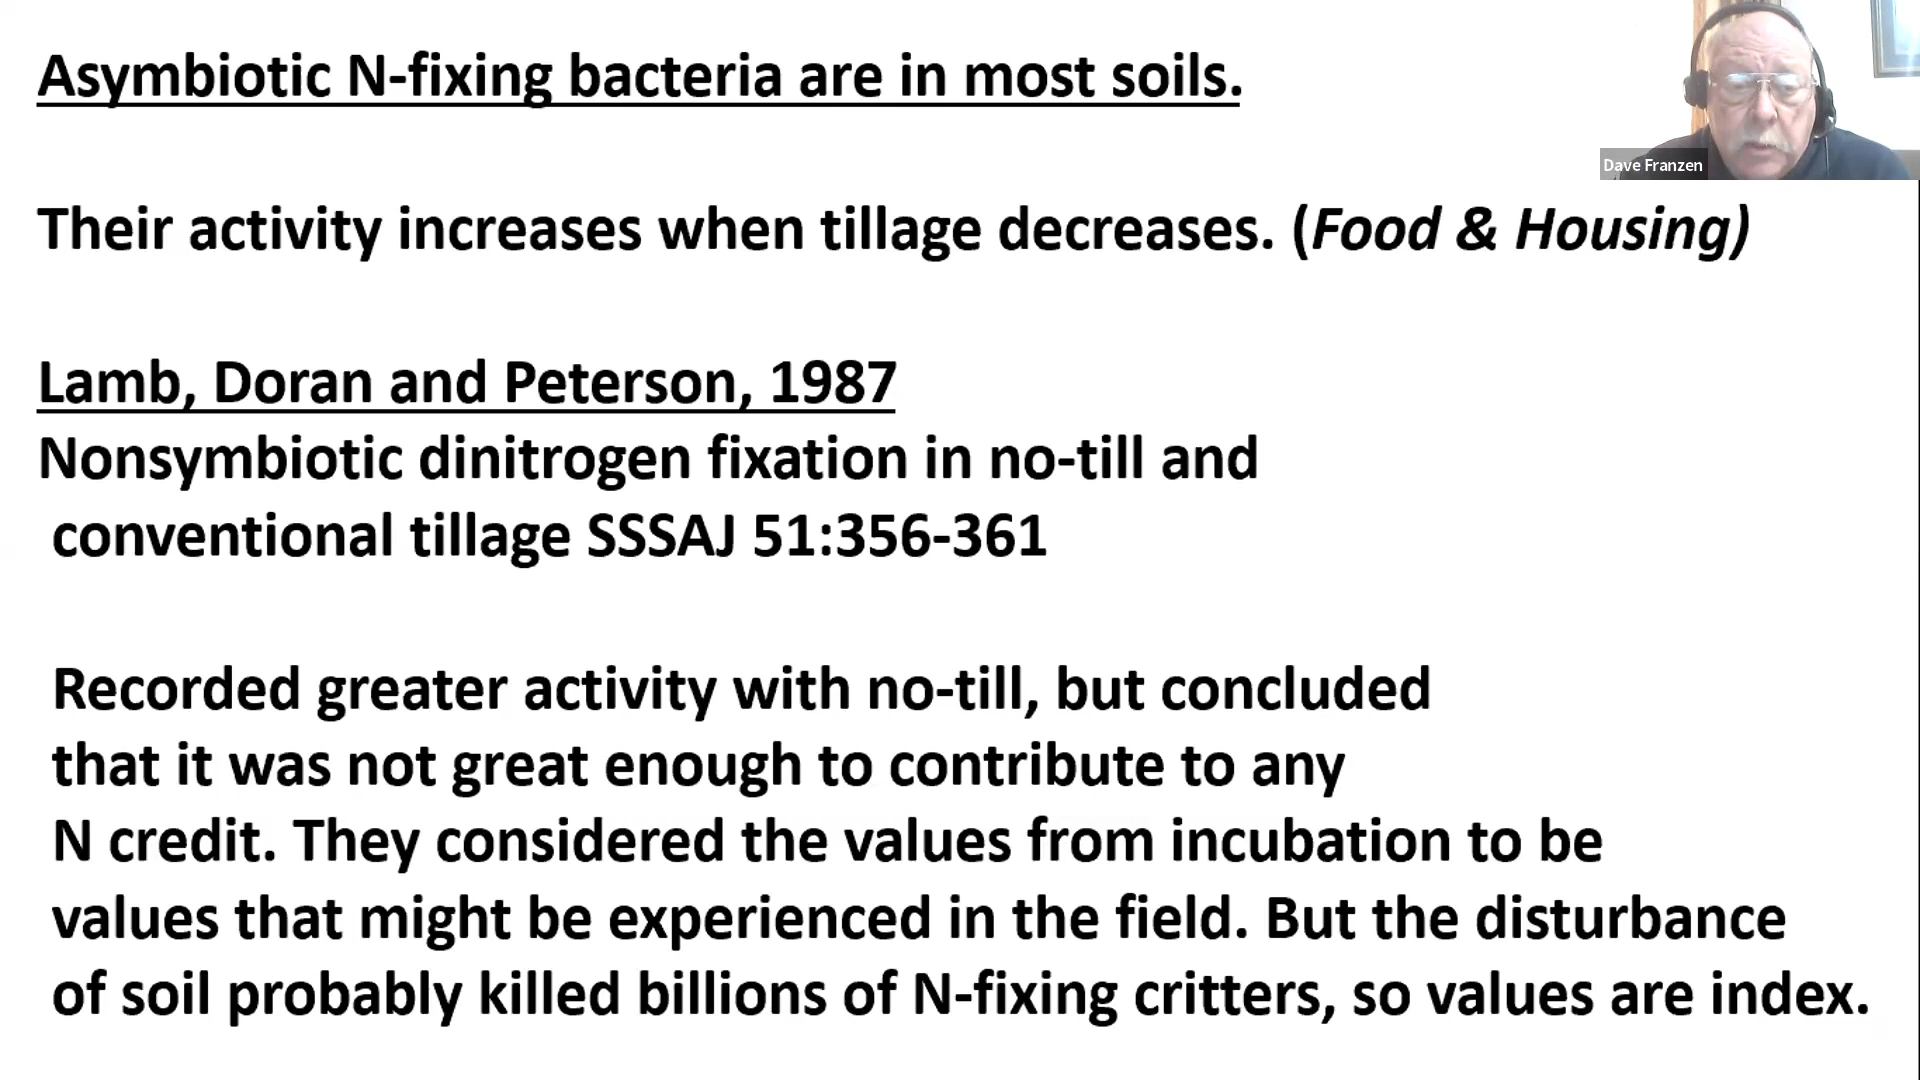 Asymbiotic N-fixing bacteria are in most soils.
Dave Franzen
Their activity increases when tillage decreases. (Food & Housing)
Lamb, Doran and Peterson, 1987
Nonsymbiotic dinitrogen fixation in no-till and
conventional tillage SSSAJ 51:356-361
Recorded greater activity with no-till, but concluded
that it was not great enough to contribute to any
N credit. They considered the values from incubation to be
values that might be experienced in the field. But the disturbance
of soil probably killed billions of N-fixing critters, so values are index.